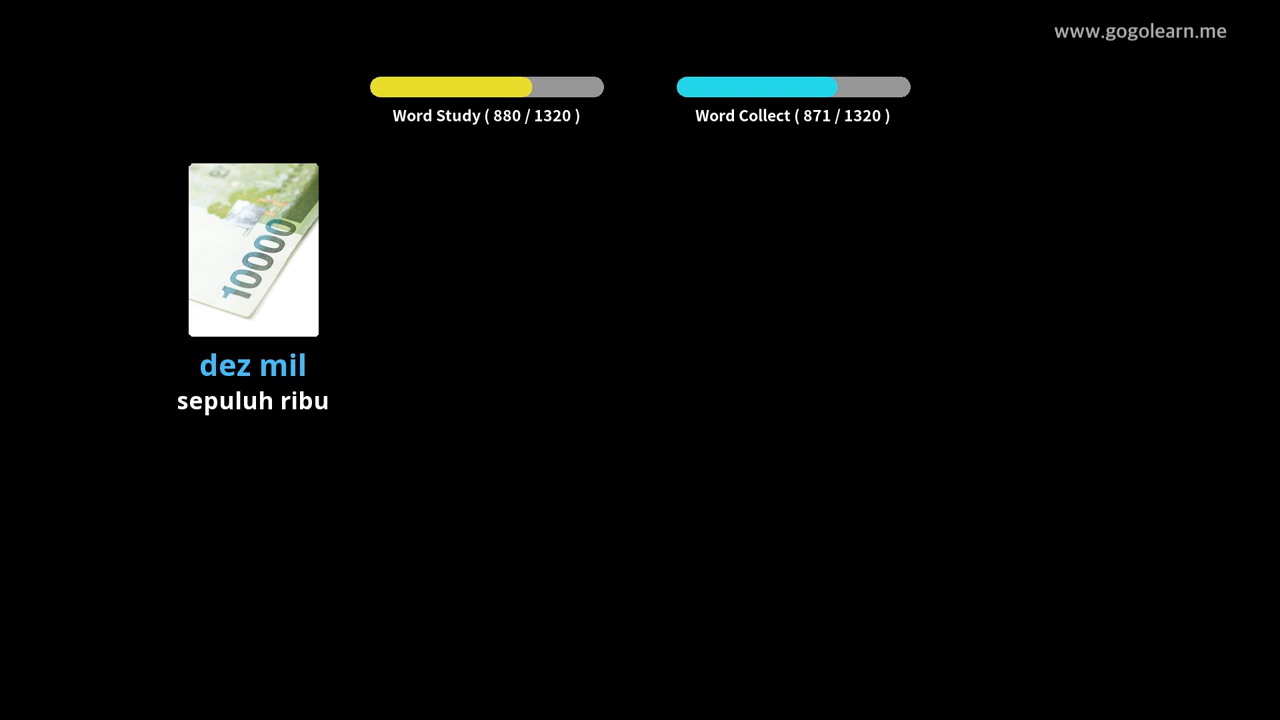 www.gogolearn.me
Word Study ( 880 / 1320 )
Word Collect ( 871 / 1320 )
10000
dez mil
sepuluh ribu